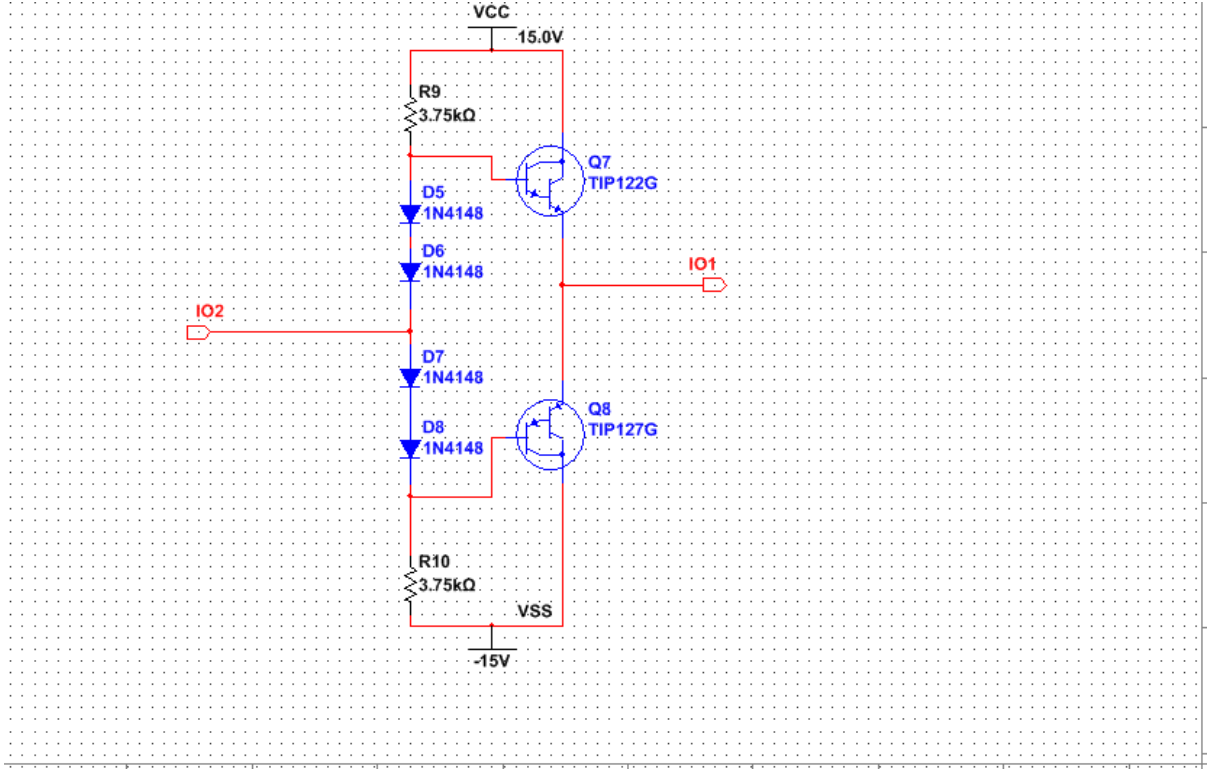 VCC
15.0V
R9
3.75kΩ
Q7
TIP122G
D5
1N4148
D6
1N4148
IO1
IO2
D7
1N4148
Q8
TIP127G
D8
1N4148
R10
3.75kΩ
VSS
-15V